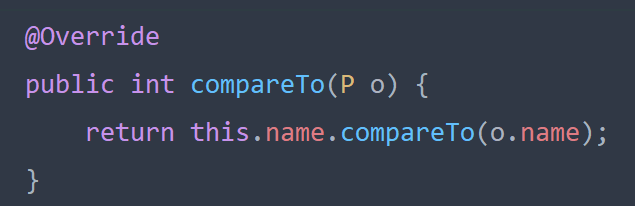 @Override
public int compareTo(P o) {
    return this.name.compareTo(o.name);
}